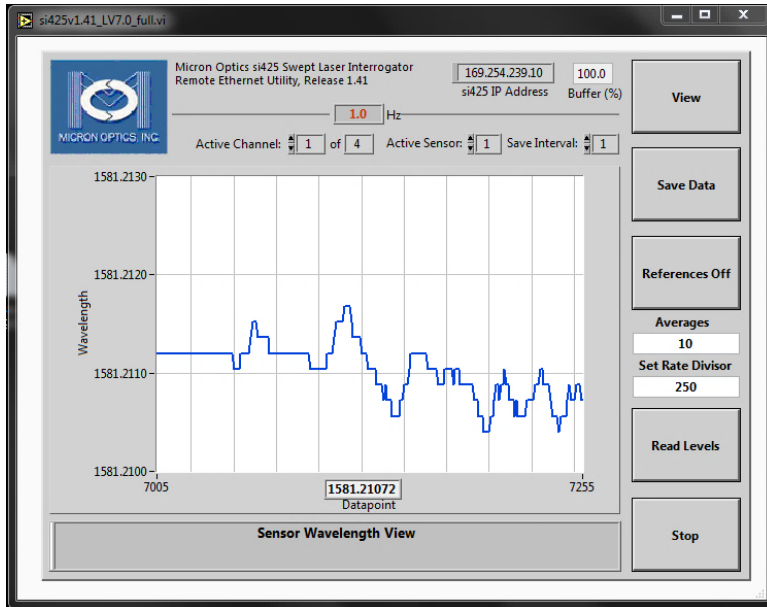 si425v1.41_LV7.0_full.vi
MICRON OPTICS, INC.
Micron Optics si425 Swept Laser Interrogator
Remote Ethernet Utility, Release 1.41
169.254.239.10
si425 IP Address
100.0
Buffer (%)
1.0 Hz
Active Channel: 1 of 4 Active Sensor: 1 Save Interval: 1
Wavelength
1581.2130
1581.2120
1581.2110
1581.2100
7005
1581.21072
7255
Datapoint
Sensor Wavelength View
View
Save Data
References Off
Averages
10
Set Rate Divisor
250
Read Levels
Stop